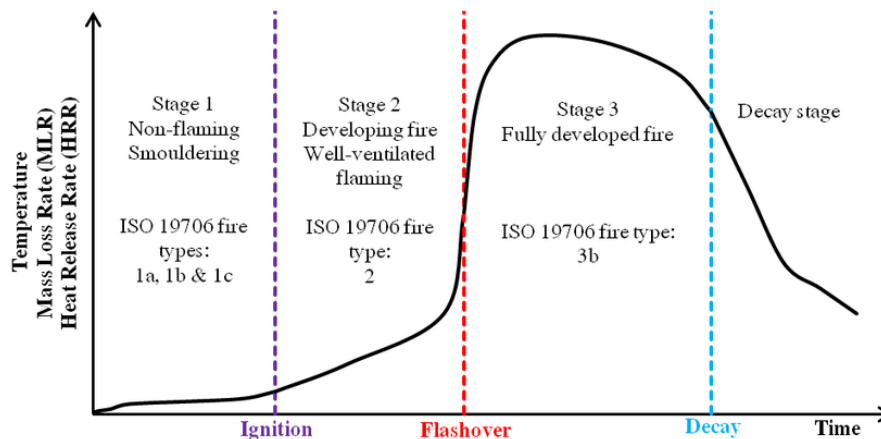 Temperature
Mass Loss Rate (MLR)
Heat Release Rate (HRR)
Stage 1
Non-flaming
Smouldering
ISO 19706 fire
types:
1a, 1b & 1c
Stage 2
Developing fire
Well-ventilated
flaming
ISO 19706 fire
type:
2
Stage 3
Fully developed fire
ISO 19706 fire type:
3b
Decay stage
Ignition
Flashover
Decay
Time